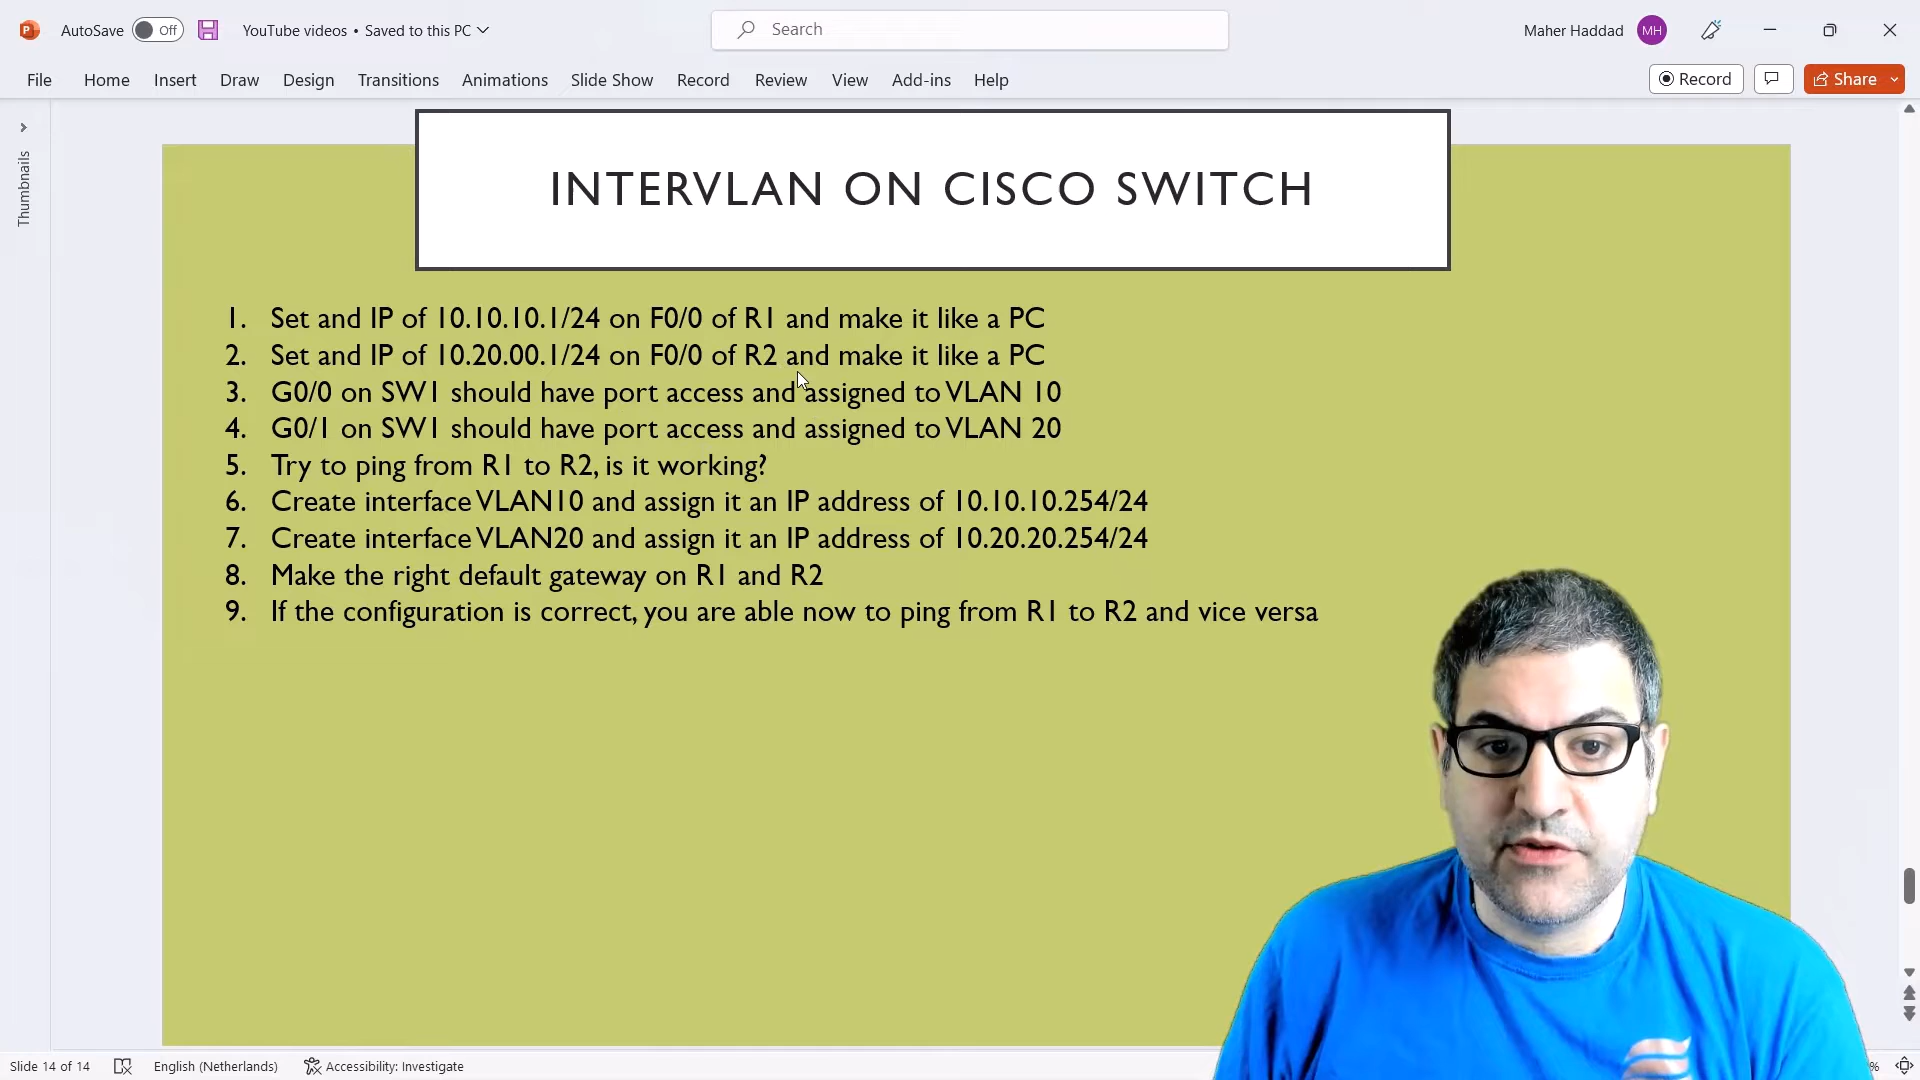 AutoSave Off YouTube videos • Saved to this PC Search Maher Haddad MH
File Home Insert Draw Design Transitions Animations Slide Show Record Review View Add-ins Help Record Share
Thumbnails
INTERVLAN ON CISCO SWITCH
1. Set and IP of 10.10.10.1/24 on F0/0 of R1 and make it like a PC
2. Set and IP of 10.20.00.1/24 on F0/0 of R2 and make it like a PC
3. G0/0 on SW1 should have port access and assigned to VLAN 10
4. G0/1 on SW1 should have port access and assigned to VLAN 20
5. Try to ping from R1 to R2, is it working?
6. Create interface VLAN10 and assign it an IP address of 10.10.10.254/24
7. Create interface VLAN20 and assign it an IP address of 10.20.20.254/24
8. Make the right default gateway on R1 and R2
9. If the configuration is correct, you are able now to ping from R1 to R2 and vice versa
Slide 14 of 14 English (Netherlands) Accessibility: Investigate %